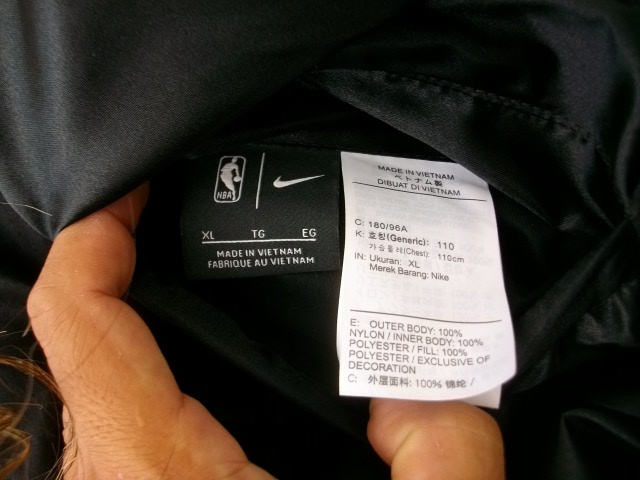 NBA
XL TG EG
MADE IN VIETNAM
FABRIQUE AU VIETNAM
MADE IN VIETNAM
ベトナム製
DIBUAT DI VIETNAM
C: 180/96A
K: 호칭(Generic): 110
가슴둘레(Chest): 110cm
IN: Ukuran: XL
Merek Barang: Nike
E: OUTER BODY: 100%
NYLON / INNER BODY: 100%
POLYESTER / FILL: 100%
POLYESTER / EXCLUSIVE OF
DECORATION
C: 外层面料: 100% 锦纶 /